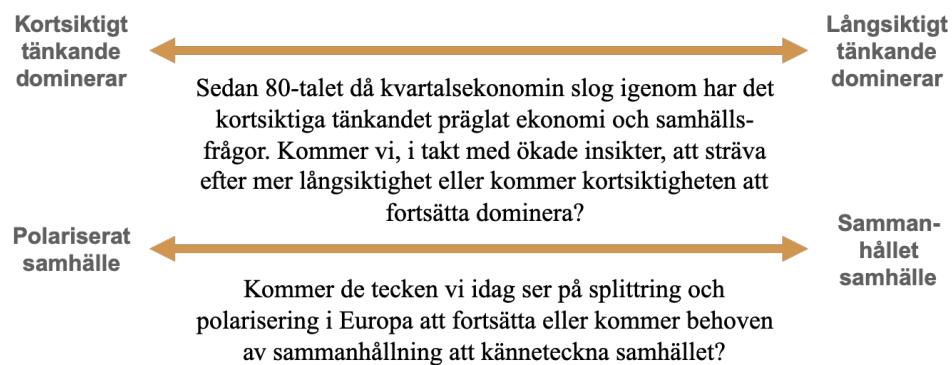 Kortsiktigt
tänkande
dominerar
Långsiktigt
tänkande
dominerar
Sedan 80-talet då kvartalsekonomin slog igenom har det
kortsiktiga tänkandet präglat ekonomi och samhälls-
frågor. Kommer vi, i takt med ökade insikter, att sträva
efter mer långsiktighet eller kommer kortsiktigheten att
fortsätta dominera?
Polariserat
samhälle
Samman-
hållet
samhälle
Kommer de tecken vi idag ser på splittring och
polarisering i Europa att fortsätta eller kommer behoven
av sammanhållning att känneteckna samhället?